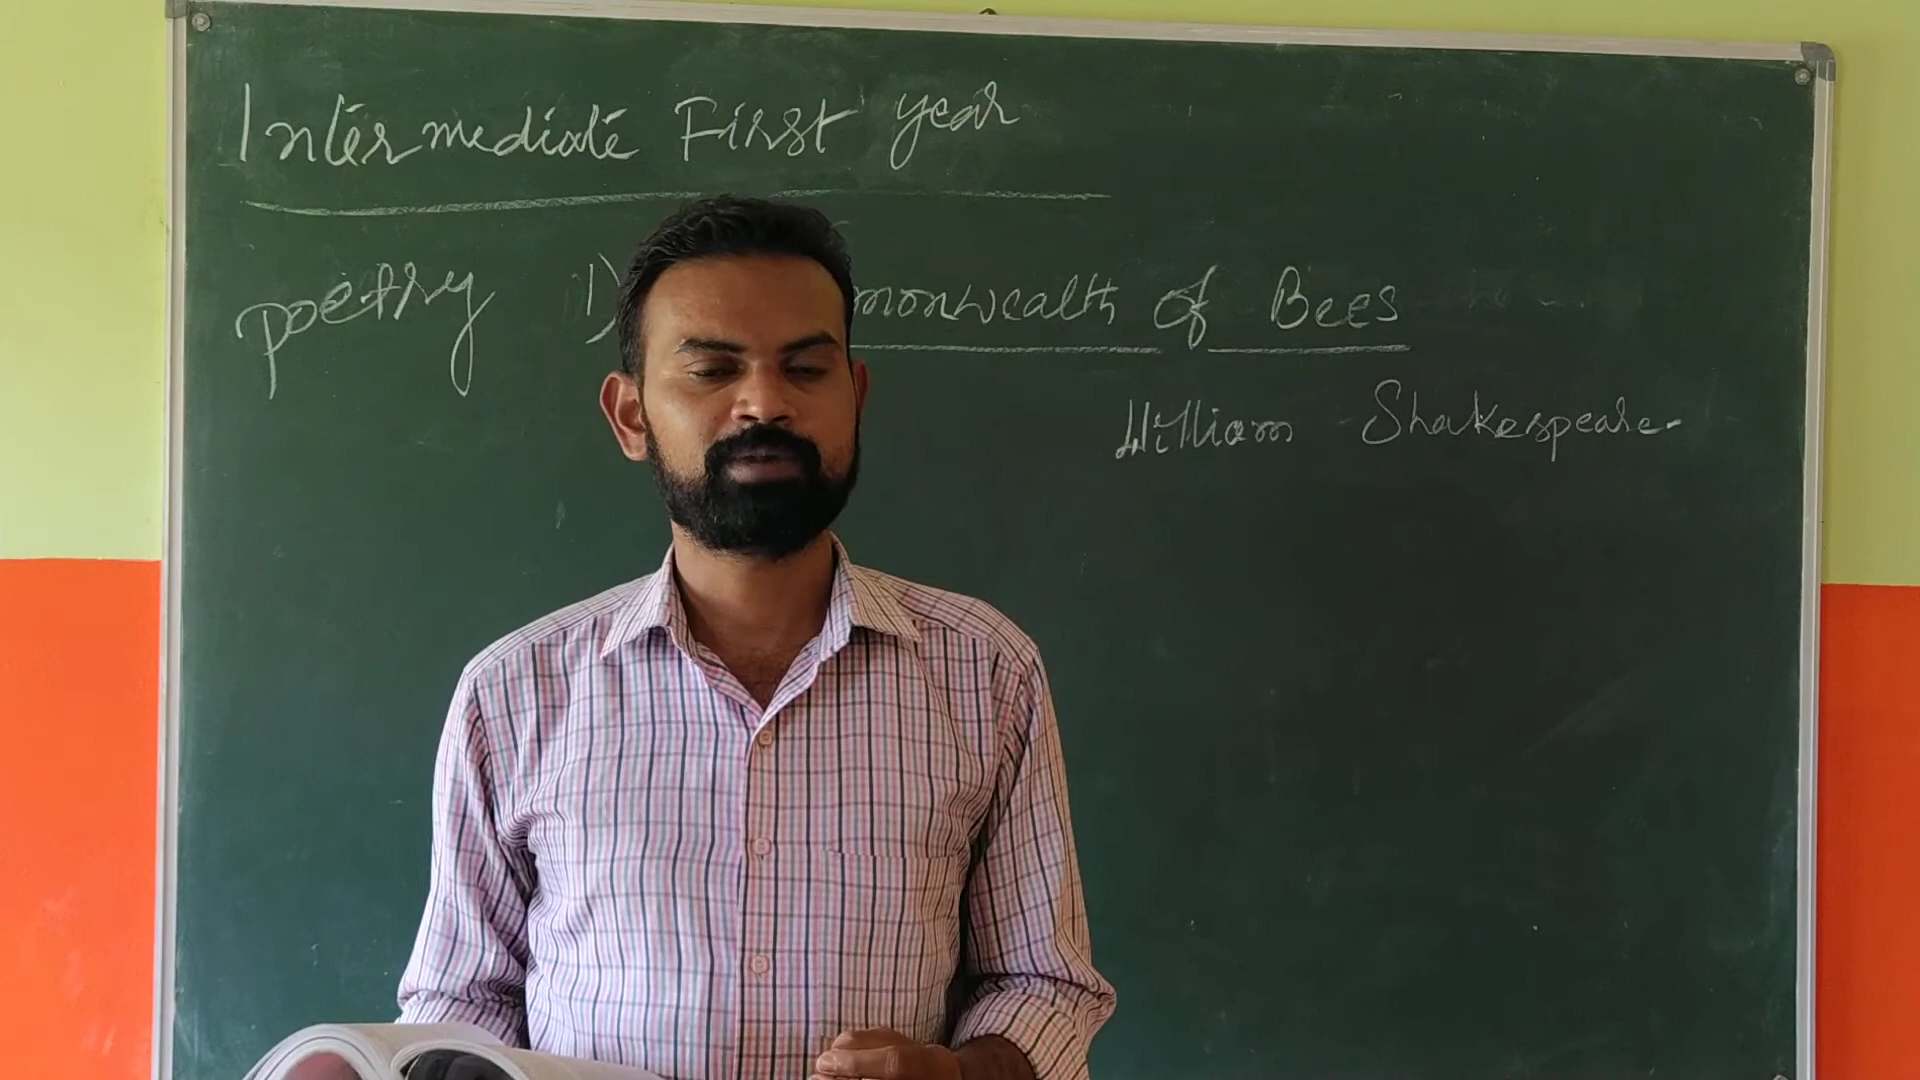 Intermediate First year
poetry 1) monwealth of Bees
William Shakespeare.